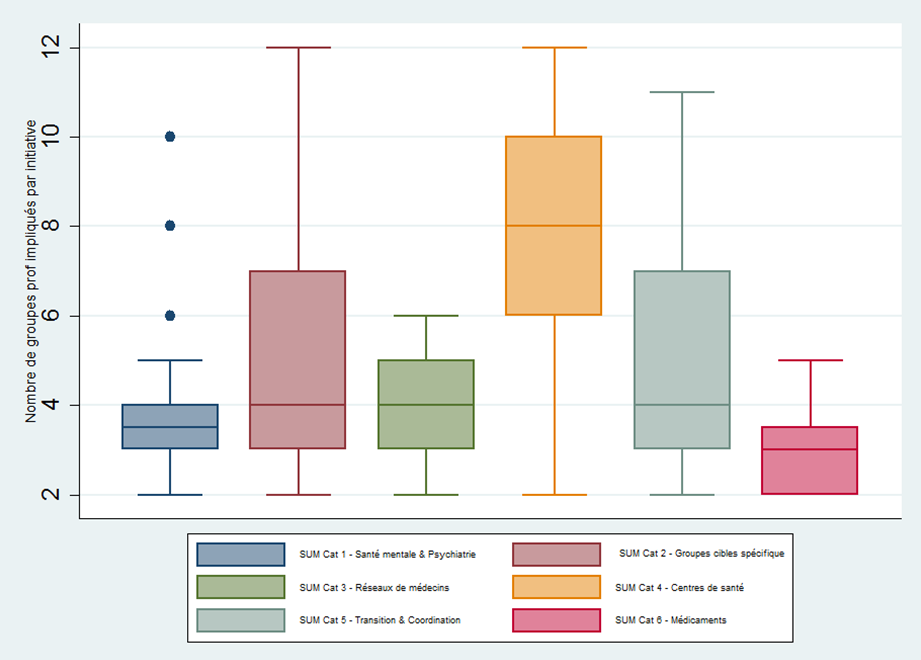 Nombre de groupes prof impliqués par initiative
12
10
8
6
4
2
SUM Cat 1 - Santé mentale & Psychiatrie
SUM Cat 2 - Groupes cibles spécifique
SUM Cat 3 - Réseaux de médecins
SUM Cat 4 - Centres de santé
SUM Cat 5 - Transition & Coordination
SUM Cat 6 - Médicaments